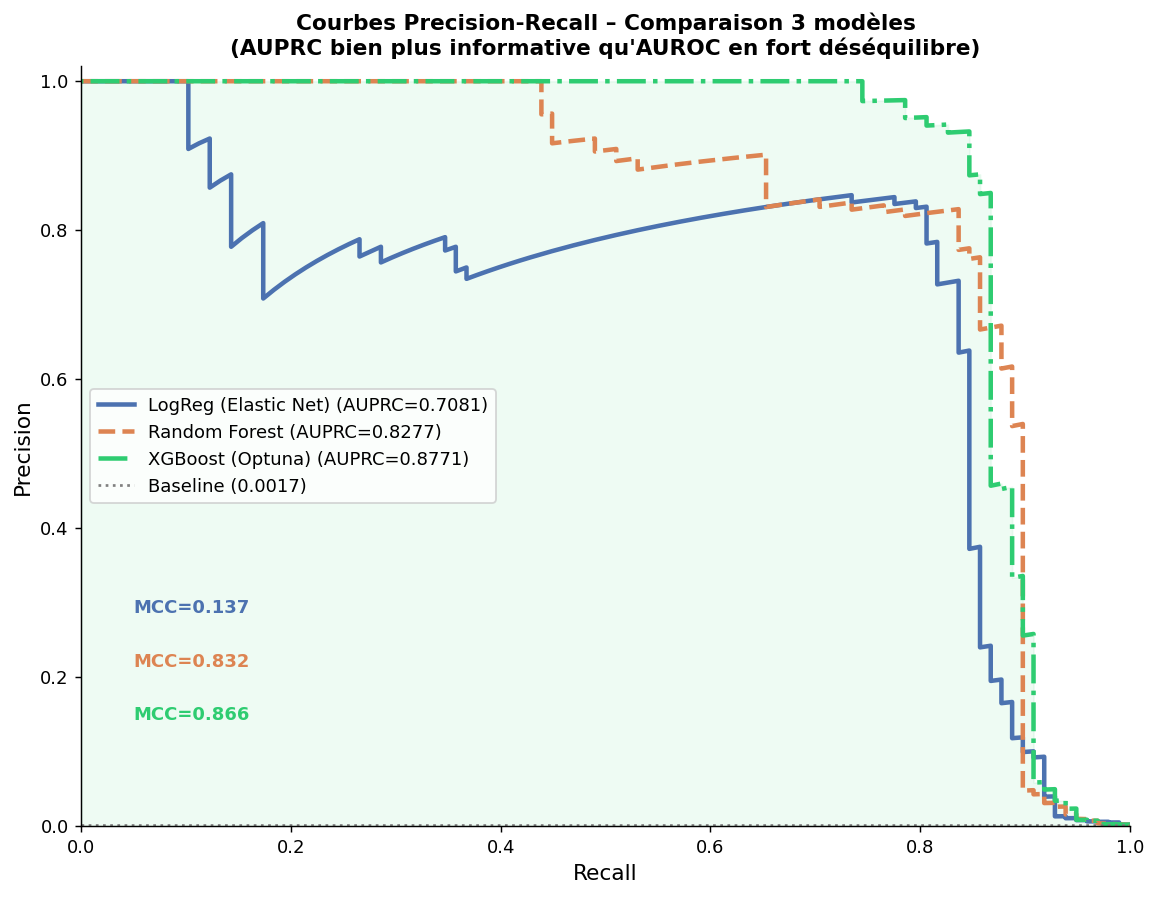 Courbes Precision-Recall – Comparaison 3 modèles
(AUPRC bien plus informative qu'AUROC en fort déséquilibre)
1.0
0.8
0.6
0.4
0.2
0.0
Precision
LogReg (Elastic Net) (AUPRC=0.7081)
Random Forest (AUPRC=0.8277)
XGBoost (Optuna) (AUPRC=0.8771)
Baseline (0.0017)
MCC=0.137
MCC=0.832
MCC=0.866
0.0 0.2 0.4 0.6 0.8 1.0
Recall